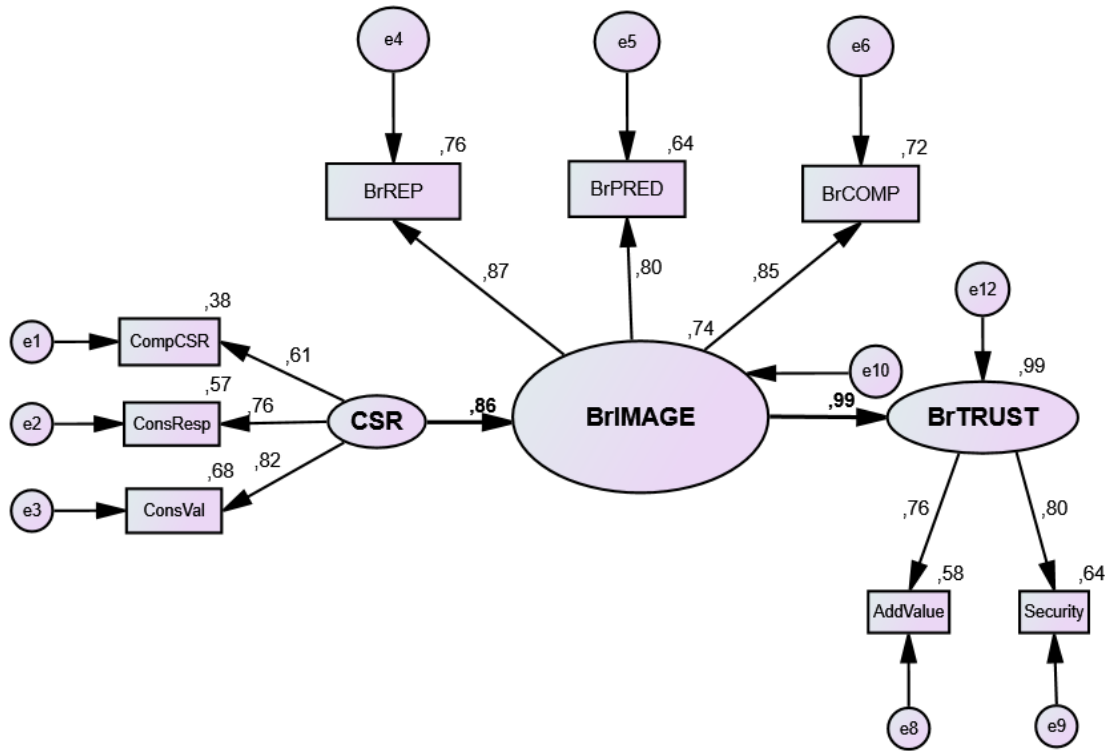 e4
e5
e6
,76
,64
,72
BrREP
BrPRED
BrCOMP
,87
,80
,85
e12
,38
,74
e1
CompCSR
,61
,99
e10
,57
,76
,86
,99
e2
ConsResp
CSR
BrIMAGE
BrTRUST
,68
,82
e3
ConsVal
,76
,80
,58
,64
AddValue
Security
e8
e9